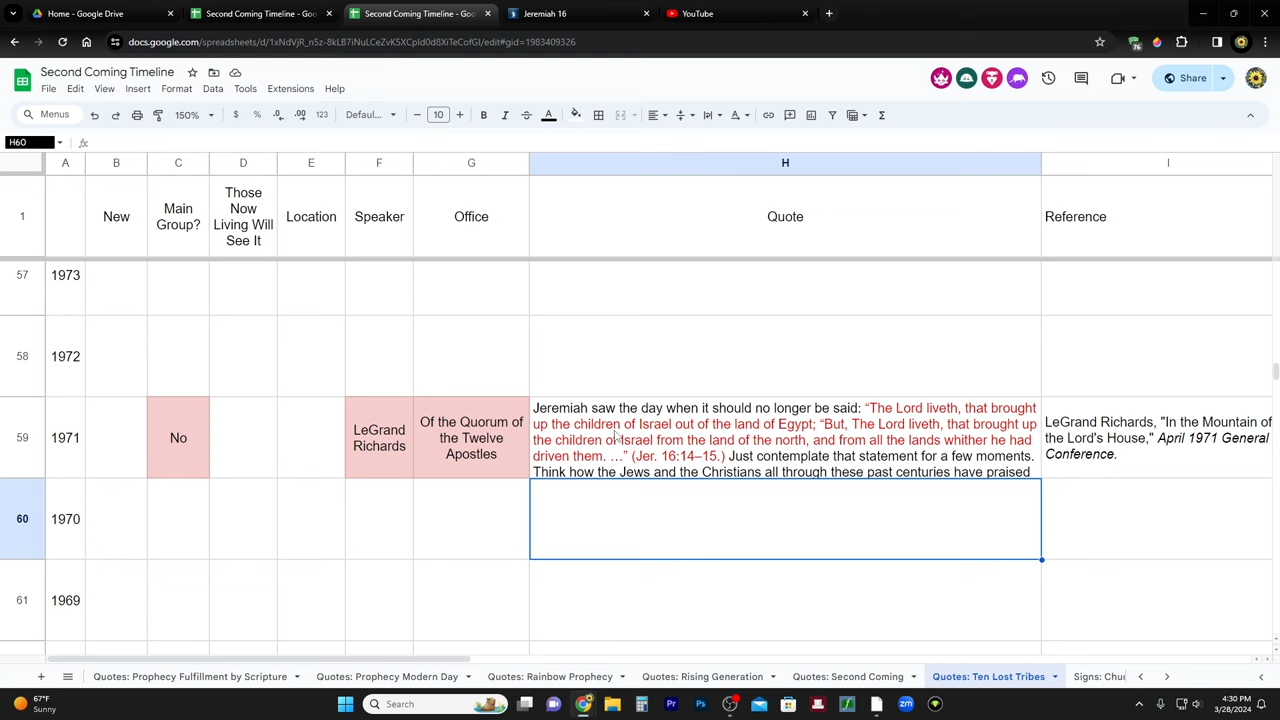 Home - Google Drive
Second Coming Timeline - Goo
Second Coming Timeline - Goo
Jeremiah 16
YouTube
docs.google.com/spreadsheets/d/1xNdVjR_n5z-8kLB7iNuLCeZvK5XCpId0d8XiTeCofGI/edit#gid=1983409326
Second Coming Timeline
File Edit View Insert Format Data Tools Extensions Help
Share
Menus 150% $ % .0 .00 123 Defaul... 10 B I A
H60
A B C D E F G H I
1 New Main Group? Those Now Living Will See It Location Speaker Office Quote Reference
57 1973
58 1972
59 1971 No LeGrand Richards Of the Quorum of the Twelve Apostles
Jeremiah saw the day when it should no longer be said: “The Lord liveth, that brought
up the children of Israel out of the land of Egypt; “But, The Lord liveth, that brought up
the children of Israel from the land of the north, and from all the lands whither he had
driven them. …” (Jer. 16:14–15.) Just contemplate that statement for a few moments.
Think how the Jews and the Christians all through these past centuries have praised
LeGrand Richards, "In the Mountain of
the Lord's House," April 1971 General
Conference.
60 1970
61 1969
Quotes: Prophecy Fulfillment by Scripture Quotes: Prophecy Modern Day Quotes: Rainbow Prophecy Quotes: Rising Generation Quotes: Second Coming Quotes: Ten Lost Tribes Signs: Chu
67°F
Sunny
Search
4:30 PM
3/28/2024